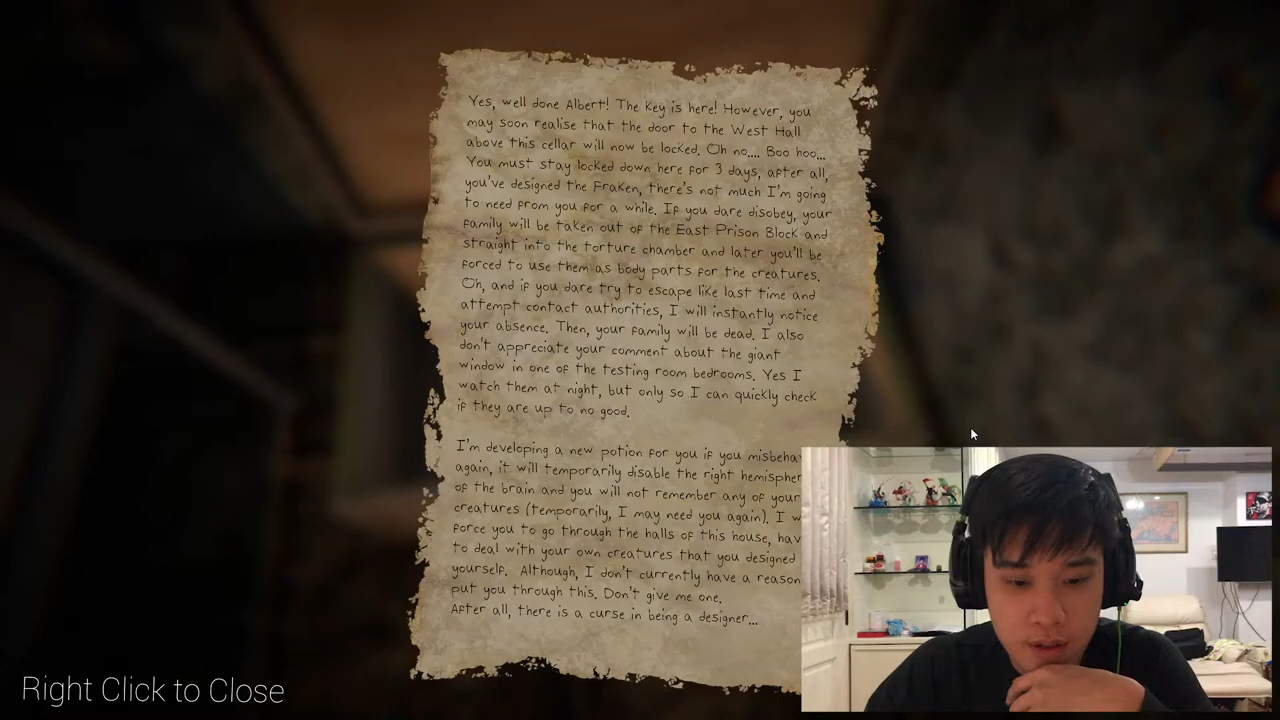 Yes, well done Albert! The Key is here! However, you
may soon realise that the door to the West Hall
above this cellar will now be locked. Oh no.... Boo hoo...
You must stay locked down here for 3 days, after all,
you've designed the Fraken, there's not much I'm going
to need from you for a while. If you dare disobey, your
family will be taken out of the East Prison Block and
straight into the torture chamber and later you'll be
forced to use them as body parts for the creatures.
Oh, and if you dare try to escape like last time and
attempt contact authorities, I will instantly notice
your absence. Then, your family will be dead. I also
don't appreciate your comment about the giant
window in one of the testing room bedrooms. Yes I
watch them at night, but only so I can quickly check
if they are up to no good.
I'm developing a new potion for you if you misbeha
again, it will temporarily disable the right hemispher
of the brain and you will not remember any of your
creatures (temporarily, I may need you again). I w
force you to go through the halls of this house, hav
to deal with your own creatures that you designed
yourself. Although, I don't currently have a reason
put you through this. Don't give me one.
After all, there is a curse in being a designer...
Right Click to Close